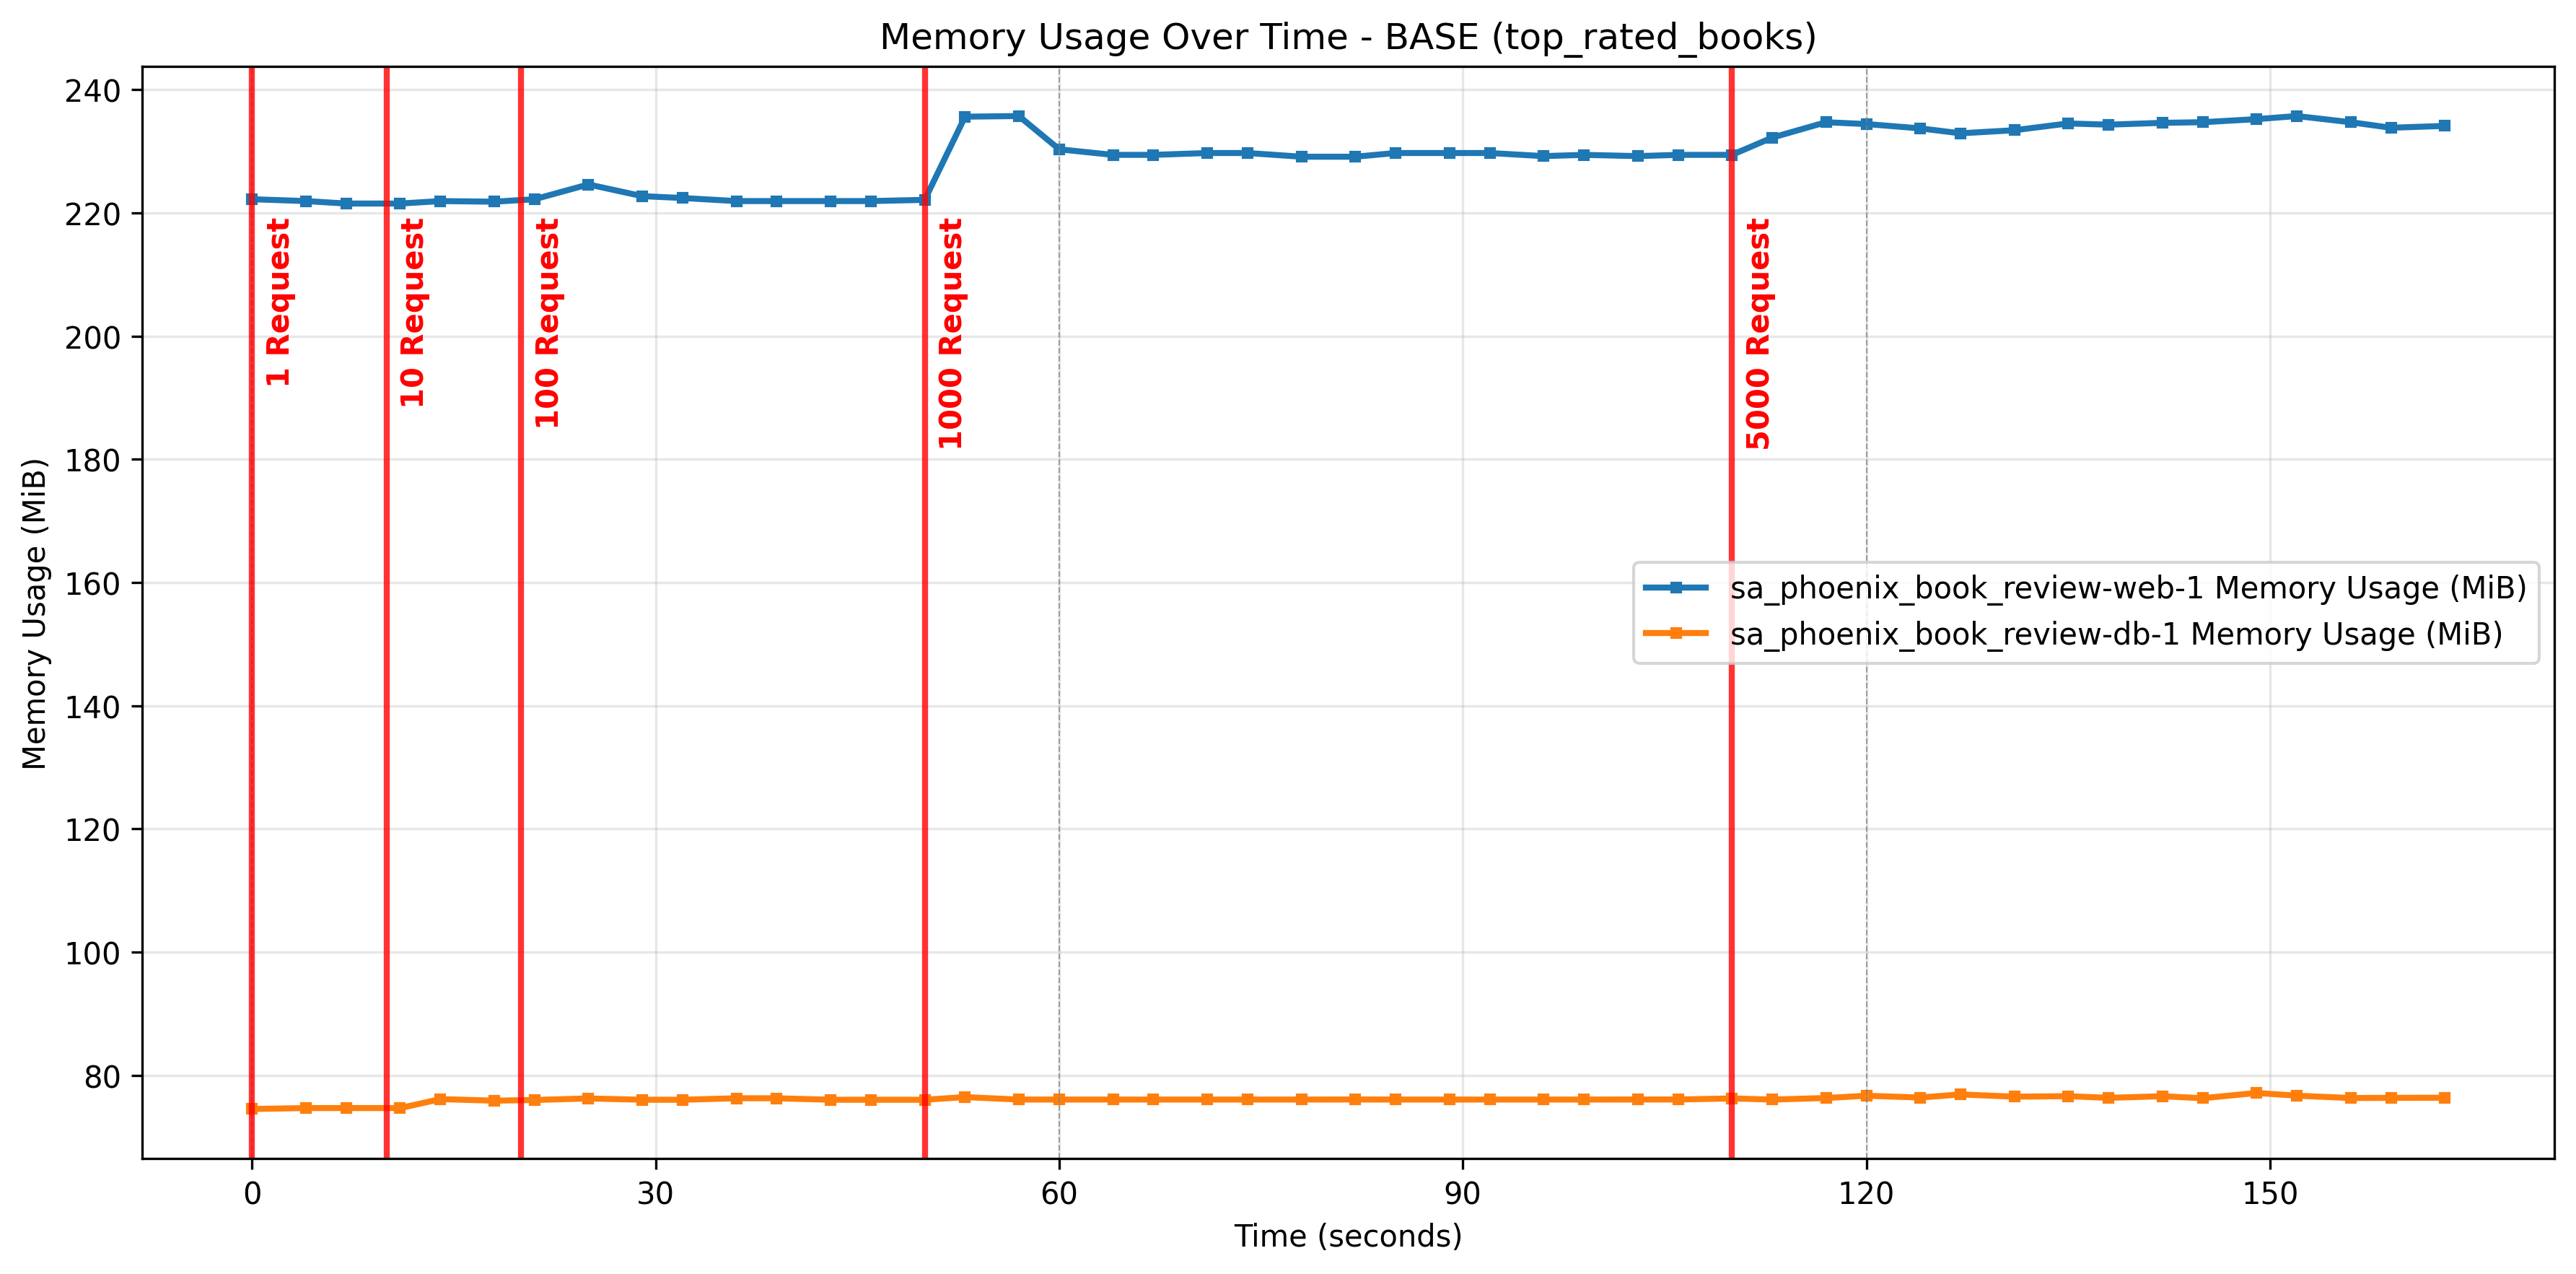 Memory Usage Over Time - BASE (top_rated_books)
Memory Usage (MiB)
240
220
200
180
160
140
120
100
80
1 Request
10 Request
100 Request
1000 Request
5000 Request
sa_phoenix_book_review-web-1 Memory Usage (MiB)
sa_phoenix_book_review-db-1 Memory Usage (MiB)
0
30
60
90
120
150
Time (seconds)